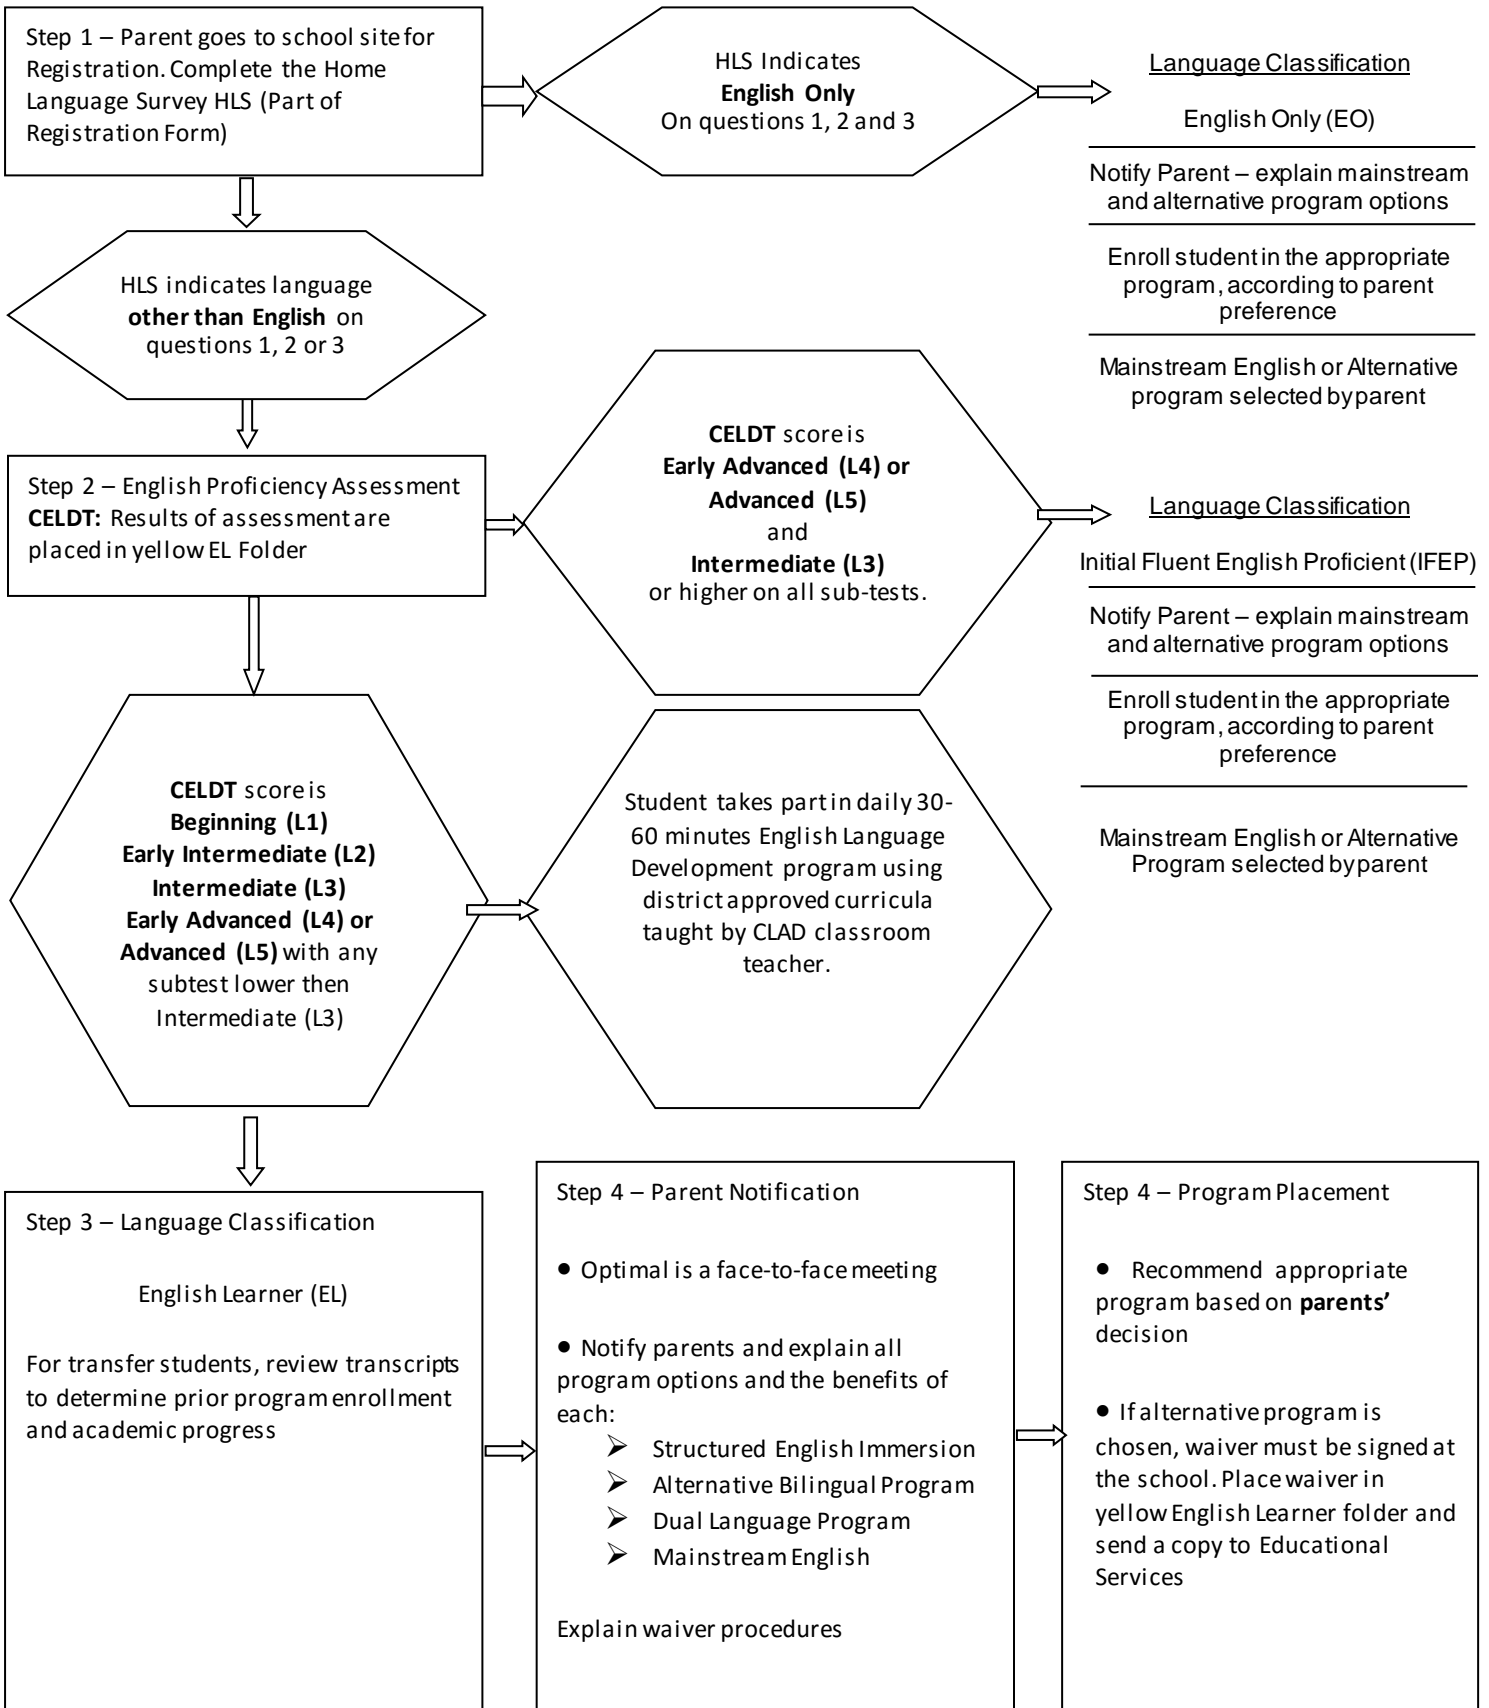 Step 1 – Parent goes to school site for
Registration. Complete the Home
Language Survey HLS (Part of
Registration Form)
HLS Indicates
English Only
On questions 1, 2 and 3
Language Classification
English Only (EO)
Notify Parent – explain mainstream
and alternative program options
Enroll student in the appropriate
program, according to parent
preference
Mainstream English or Alternative
program selected by parent
HLS indicates language
other than English on
questions 1, 2 or 3
Step 2 – English Proficiency Assessment
CELDT: Results of assessment are
placed in yellow EL Folder
CELDT score is
Early Advanced (L4) or
Advanced (L5)
and
Intermediate (L3)
or higher on all sub-tests.
Language Classification
Initial Fluent English Proficient (IFEP)
Notify Parent – explain mainstream
and alternative program options
Enroll student in the appropriate
program, according to parent
preference
Mainstream English or Alternative
Program selected by parent
CELDT score is
Beginning (L1)
Early Intermediate (L2)
Intermediate (L3)
Early Advanced (L4) or
Advanced (L5) with any
subtest lower then
Intermediate (L3)
Student takes part in daily 30-
60 minutes English Language
Development program using
district approved curricula
taught by CLAD classroom
teacher.
Step 3 – Language Classification
English Learner (EL)
For transfer students, review transcripts
to determine prior program enrollment
and academic progress
Step 4 – Parent Notification
● Optimal is a face-to-face meeting
● Notify parents and explain all
program options and the benefits of
each:
➢ Structured English Immersion
➢ Alternative Bilingual Program
➢ Dual Language Program
➢ Mainstream English
Explain waiver procedures
Step 4 – Program Placement
● Recommend appropriate
program based on parents’
decision
● If alternative program is
chosen, waiver must be signed at
the school. Place waiver in
yellow English Learner folder and
send a copy to Educational
Services